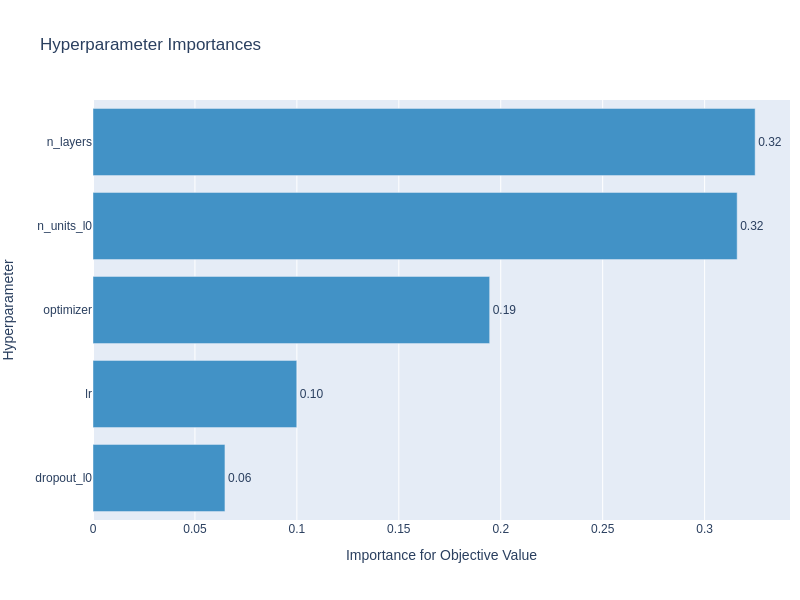 Hyperparameter Importances
Hyperparameter
n_layers 0.32
n_units_l0 0.32
optimizer 0.19
lr 0.10
dropout_l0 0.06
0 0.05 0.1 0.15 0.2 0.25 0.3
Importance for Objective Value